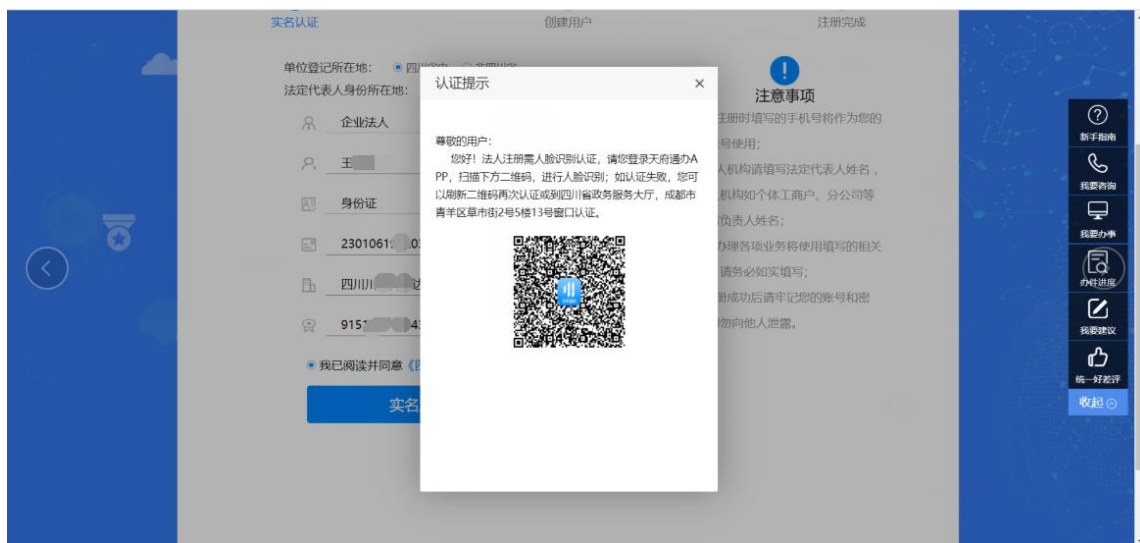 实名认证
创建用户
注册完成
单位登记所在地：
法定代表人身份所在地：
企业法人
王
身份证
2301061
四川
915
我已阅读并同意
实名
认证提示
×
尊敬的用户：
您好！法人注册需人脸识别认证，请您登录天府通办A
PP，扫描下方二维码，进行人脸识别；如认证失败，您可
以刷新二维码再次认证或到四川省政务服务大厅，成都市
青羊区草市街2号5楼13号窗口认证。
注意事项
注册时填写的手机号将作为您的
号使用；
人机构请填写法定代表人姓名，
机构如个体工商户、分公司等
负责人姓名；
办理各项业务将使用填写的相关
请务必如实填写；
册成功后请牢记您的账号和密
勿向他人泄露。
新手指南
我要咨询
我要办事
办件进度
我要建议
统一好差评
收起